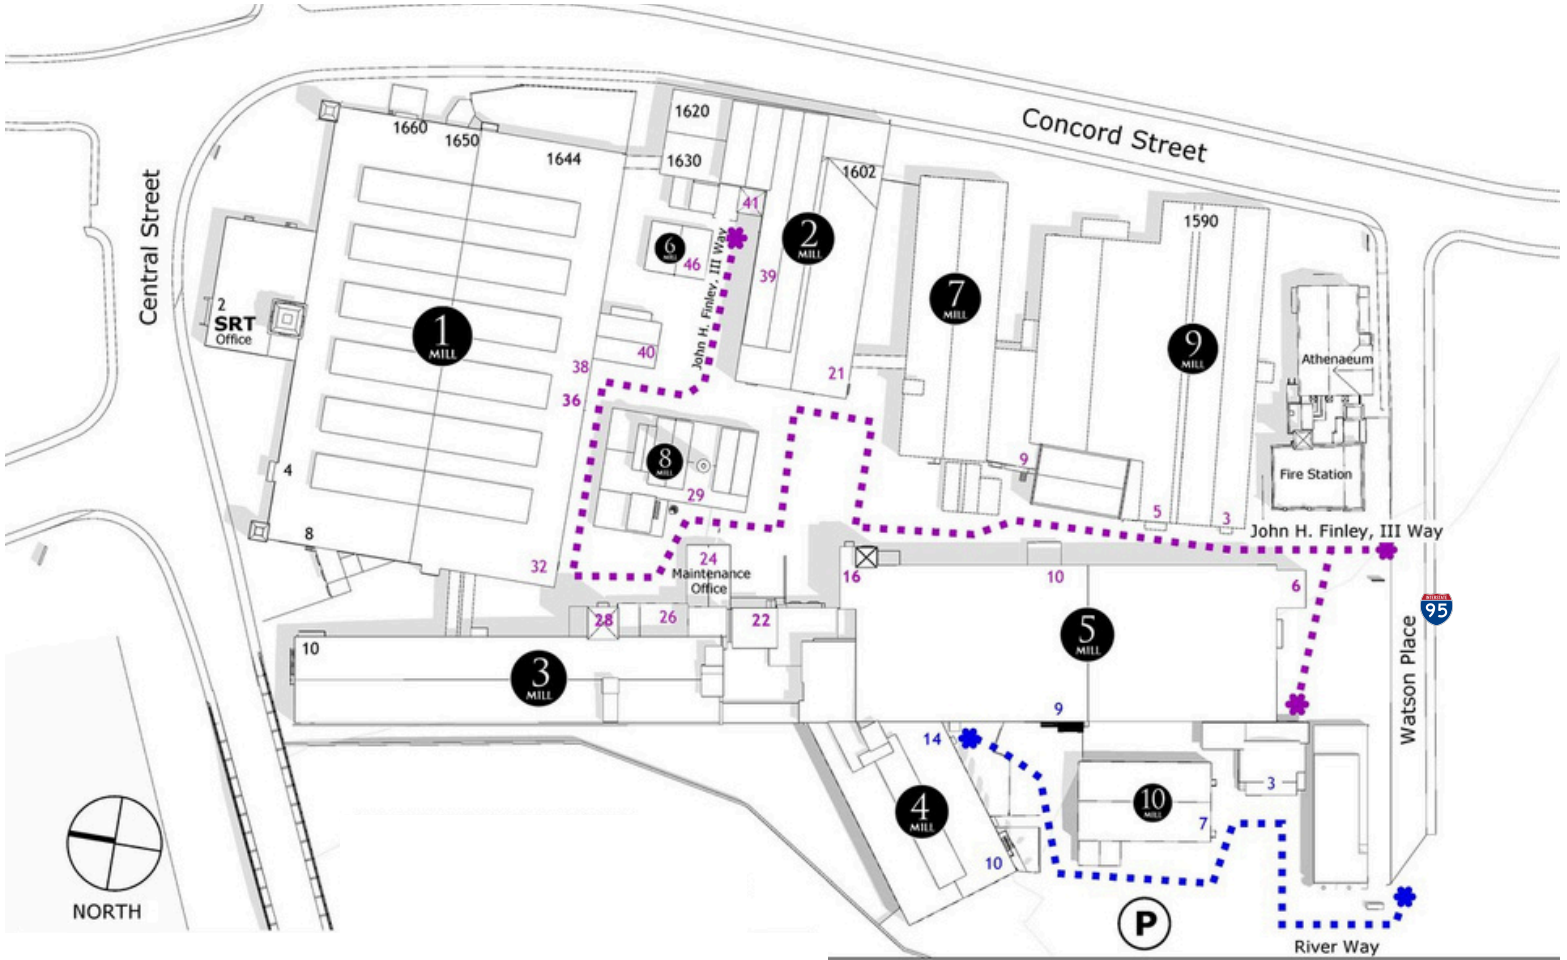 Concord Street
Central Street
1660
1650
1644
1620
1630
1602
1590
41
6
MILL
46
John H. Finley, III Way
39
2
MILL
7
MILL
9
MILL
2
SRT
Office
1
MILL
40
38
36
21
Athenaeum
4
8
MILL
29
9
5
3
Fire Station
John H. Finley, III Way
8
32
24
Maintenance
Office
16
10
6
INTERSTATE
95
28
26
22
10
3
MILL
5
MILL
Watson Place
9
14
4
MILL
10
10
MILL
7
3
NORTH
P
River Way